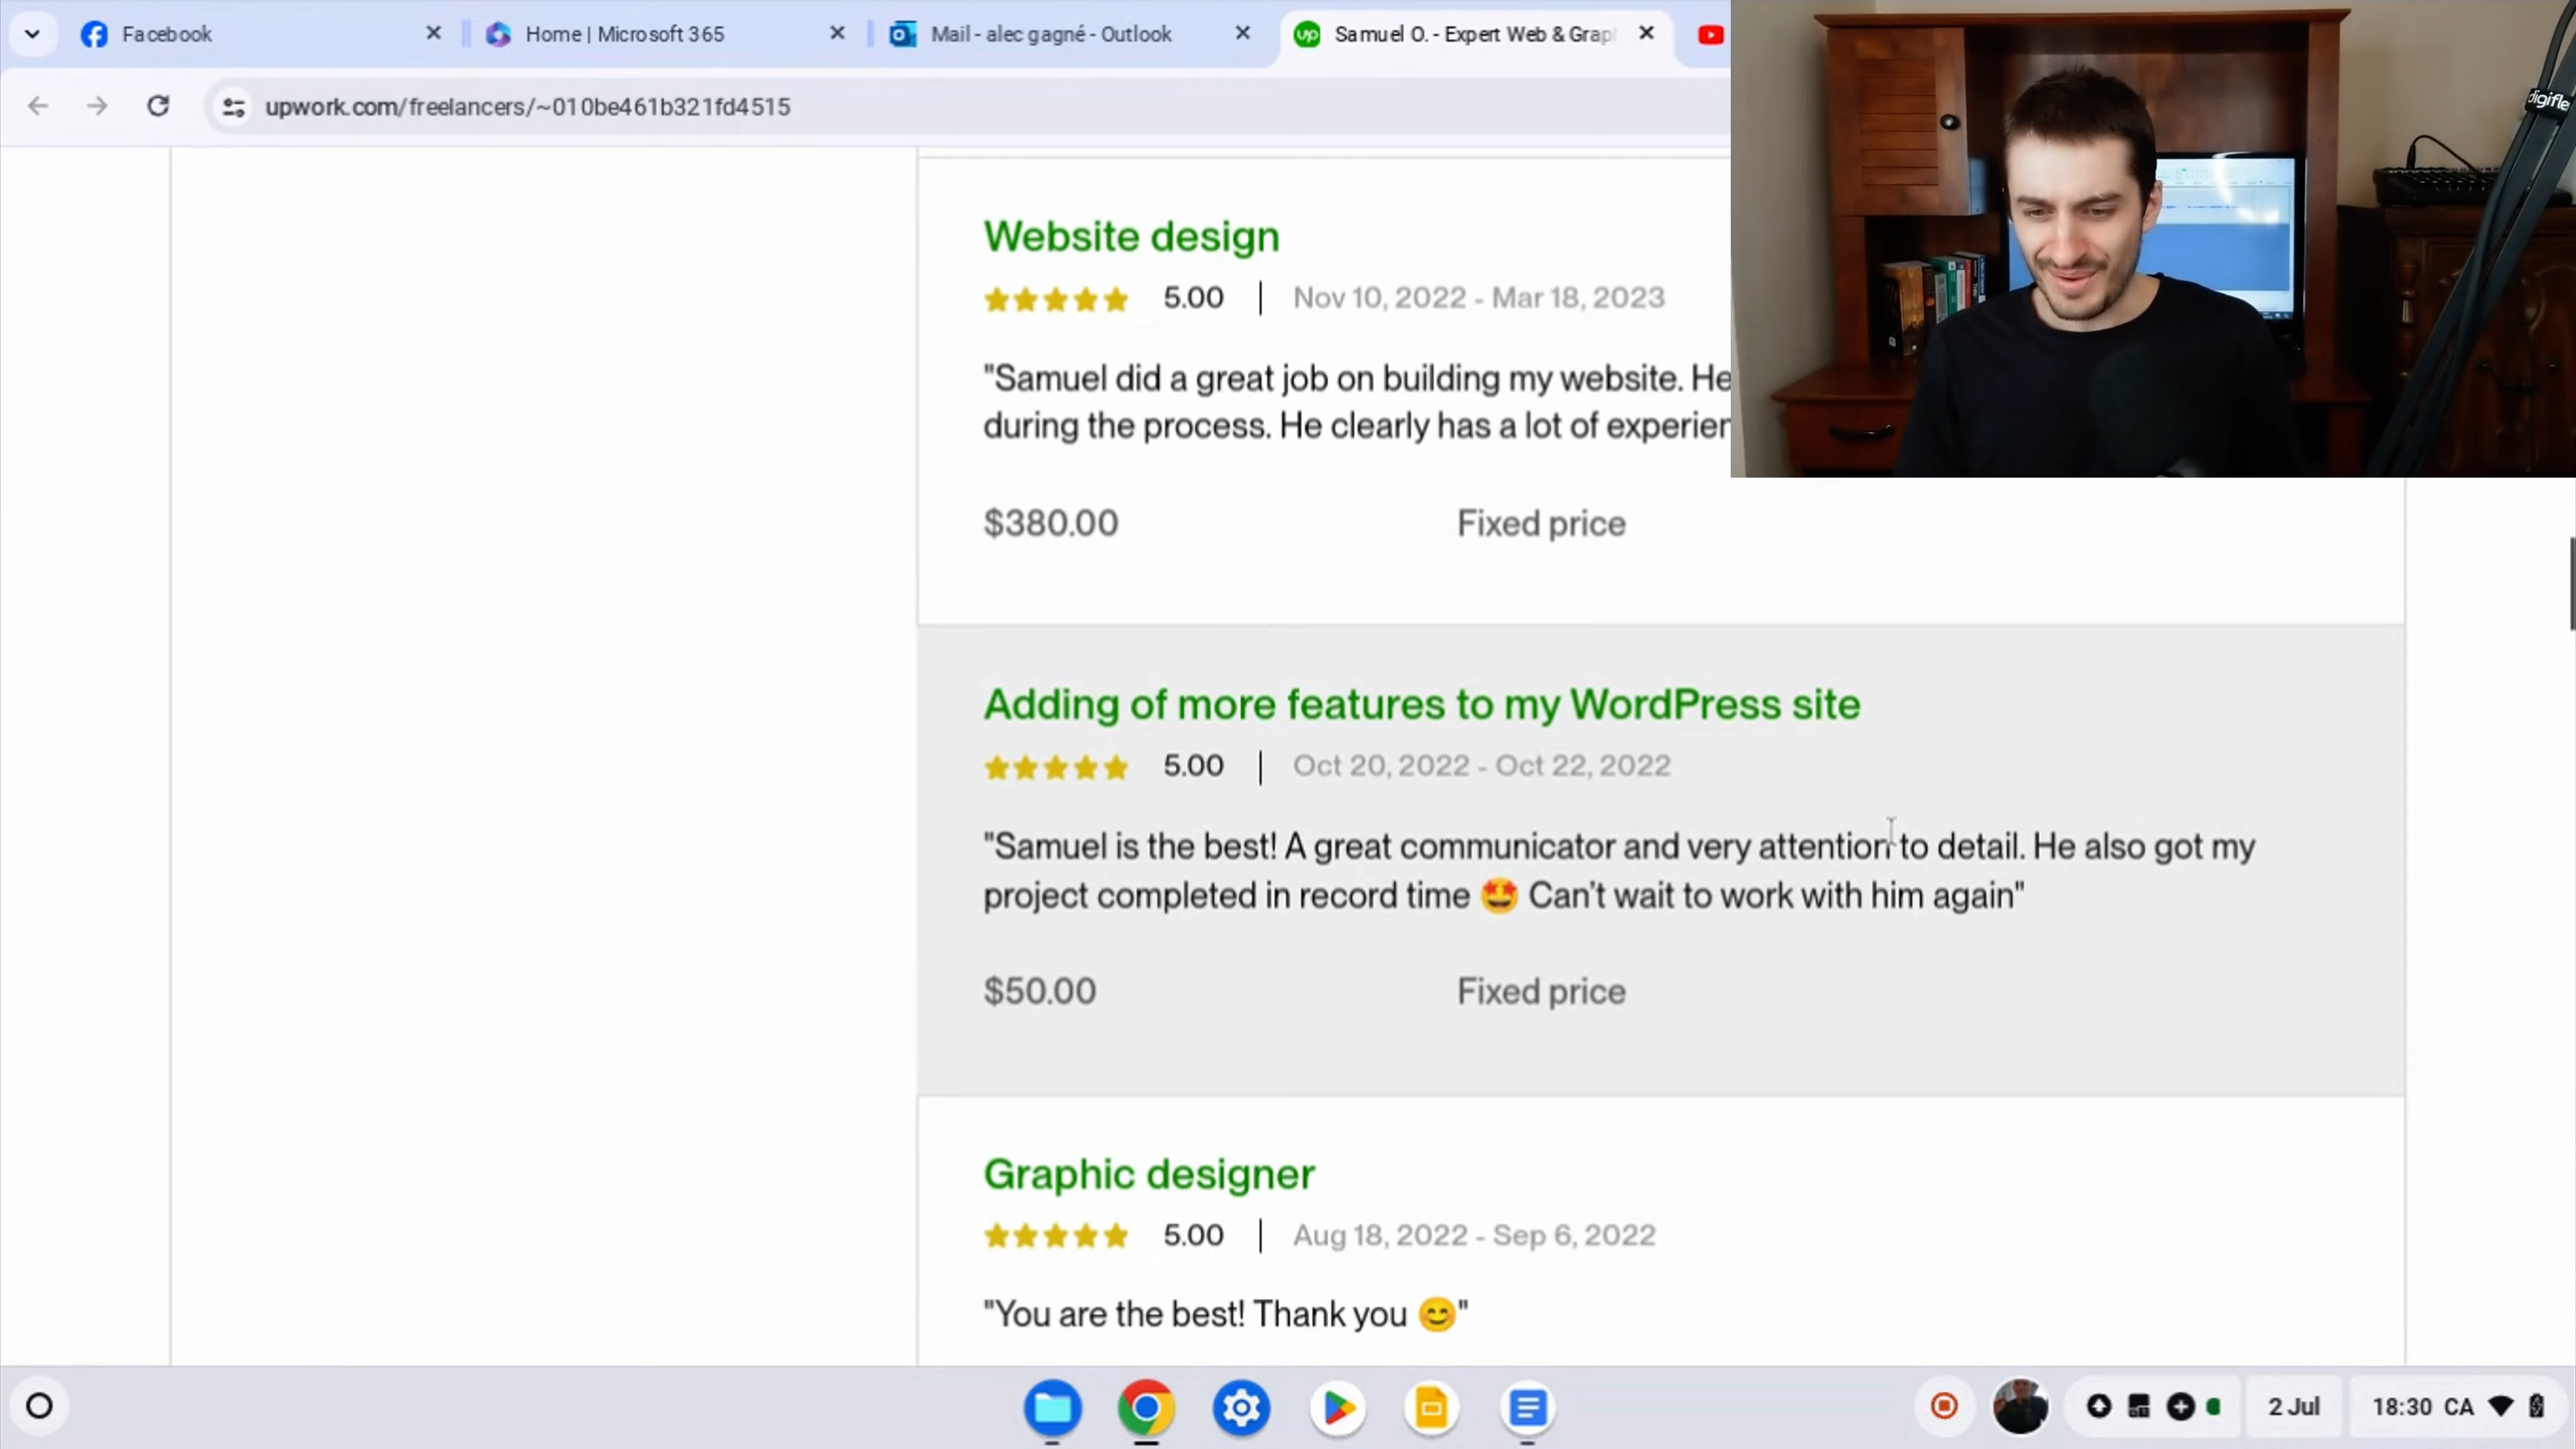 Facebook
Home | Microsoft 365
Mail - alec gagné - Outlook
up
Samuel O. - Expert Web & Grap
upwork.com/freelancers/~010be461b321fd4515
digifle
Website design
5.00 | Nov 10, 2022 - Mar 18, 2023
"Samuel did a great job on building my website. He
during the process. He clearly has a lot of experien
$380.00 Fixed price
Adding of more features to my WordPress site
5.00 | Oct 20, 2022 - Oct 22, 2022
"Samuel is the best! A great communicator and very attention to detail. He also got my
project completed in record time 🤩 Can't wait to work with him again"
$50.00 Fixed price
Graphic designer
5.00 | Aug 18, 2022 - Sep 6, 2022
"You are the best! Thank you 😊"
2 Jul 18:30 CA